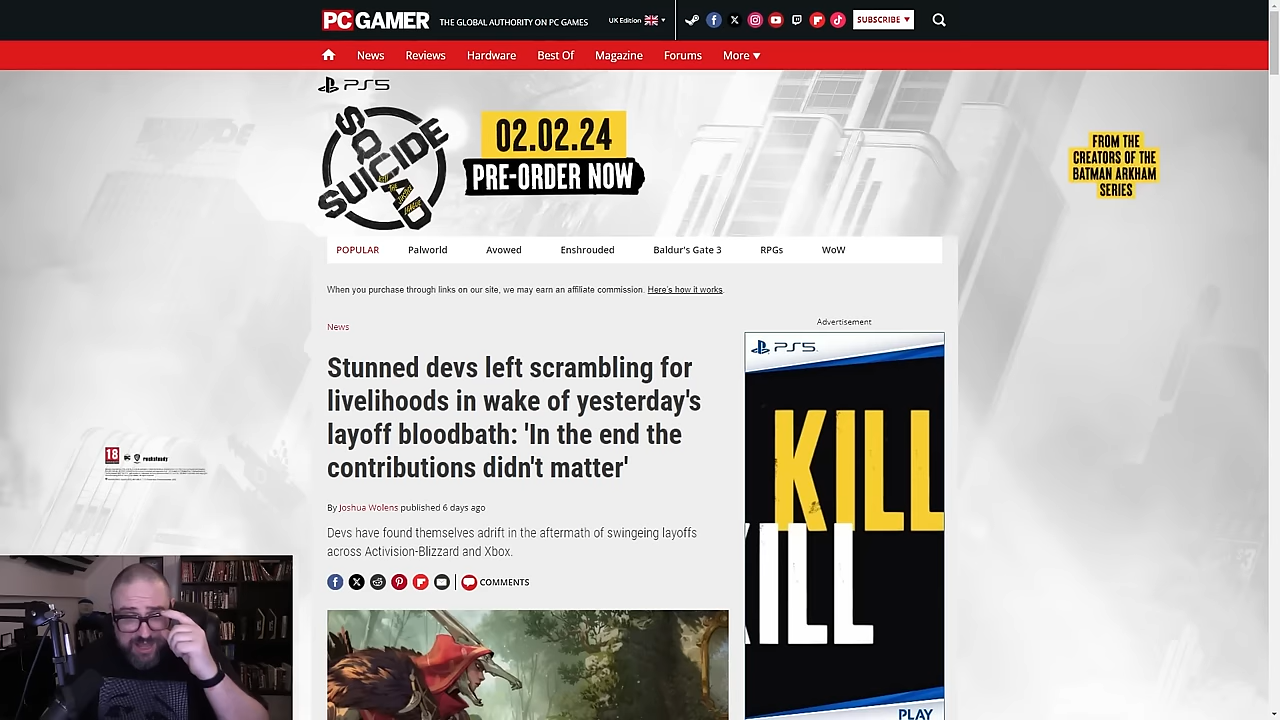 PC GAMER THE GLOBAL AUTHORITY ON PC GAMES UK Edition SUBSCRIBE
News Reviews Hardware Best Of Magazine Forums More
PS5
SUICIDE SQUAD
02.02.24
PRE-ORDER NOW
FROM THE
CREATORS OF THE
BATMAN ARKHAM
SERIES
POPULAR Palworld Avowed Enshrouded Baldur's Gate 3 RPGs WoW
When you purchase through links on our site, we may earn an affiliate commission. Here's how it works.
News
Stunned devs left scrambling for
livelihoods in wake of yesterday's
layoff bloodbath: 'In the end the
contributions didn't matter'
By Joshua Wolens published 6 days ago
Devs have found themselves adrift in the aftermath of swingeing layoffs
across Activision-Blizzard and Xbox.
COMMENTS
Advertisement
PS5
KILL
KILL
PLAY
18 DC rocksteady